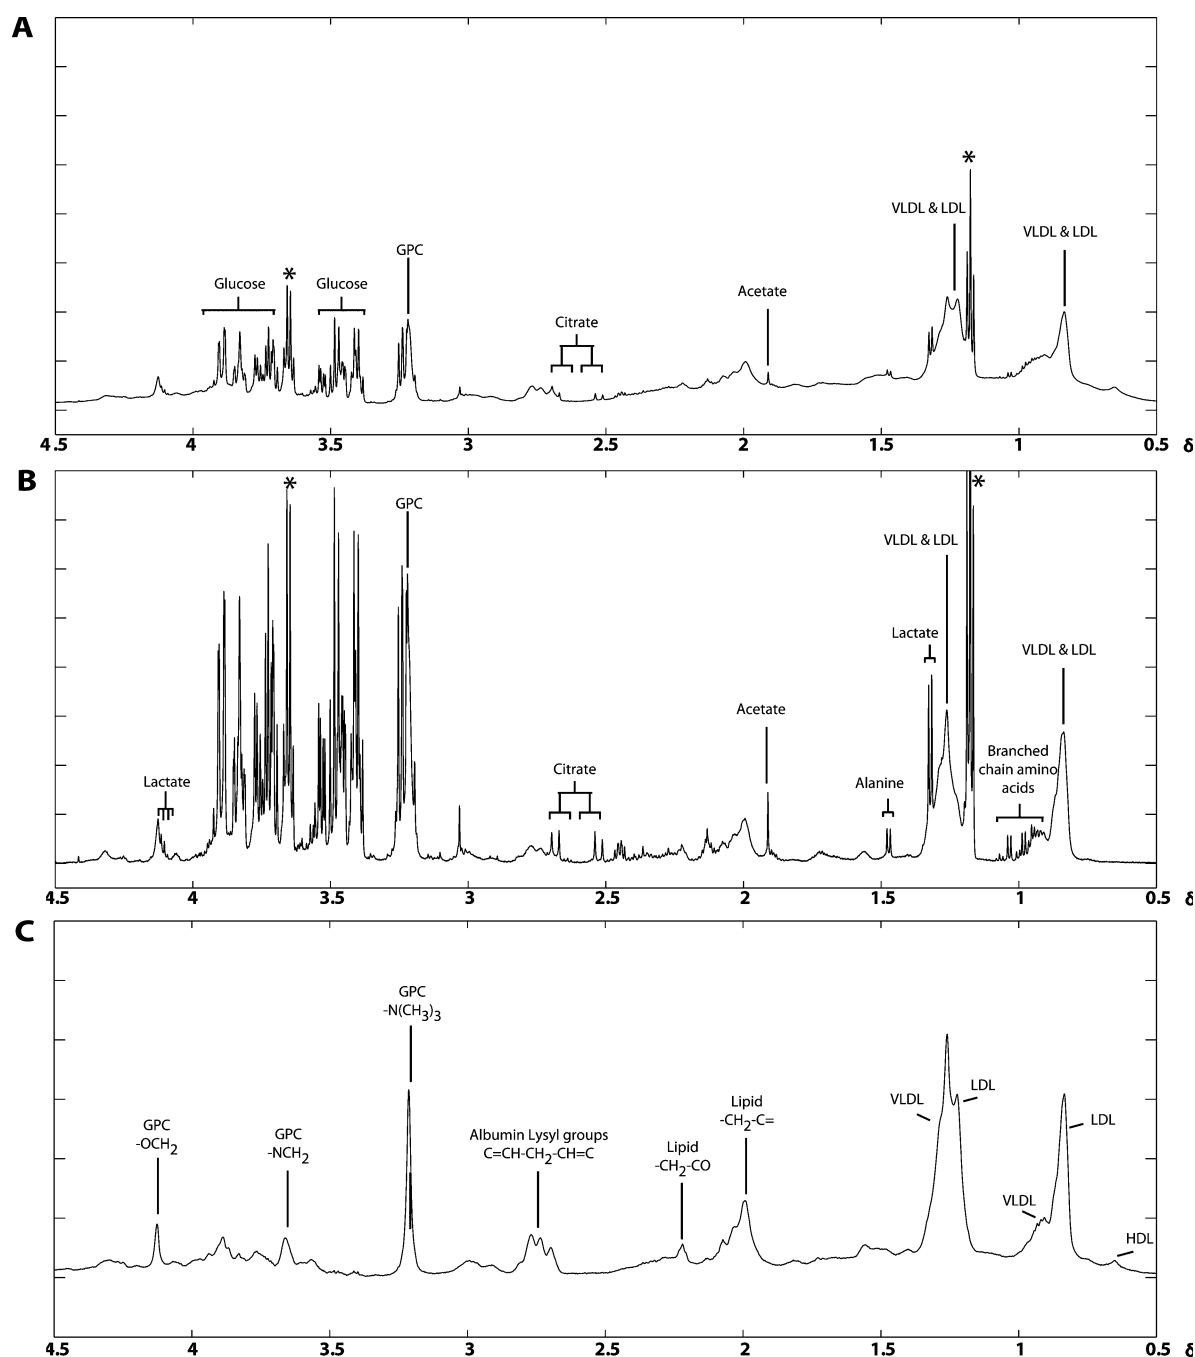 A
*
VLDL & LDL
VLDL & LDL
GPC
*
Glucose
Glucose
Acetate
Citrate
4.5 4 3.5 3 2.5 2 1.5 1 0.5 δ
B
*
*
GPC
VLDL & LDL
Lactate
VLDL & LDL
Acetate
Branched
chain amino
acids
Citrate
Lactate
Alanine
4.5 4 3.5 3 2.5 2 1.5 1 0.5 δ
C
GPC
-N(CH3)3
LDL
VLDL
Lipid
-CH2-C=
LDL
GPC
-OCH2
GPC
-NCH2
Albumin Lysyl groups
C=CH-CH2-CH=C
Lipid
-CH2-CO
VLDL
HDL
4.5 4 3.5 3 2.5 2 1.5 1 0.5 δ